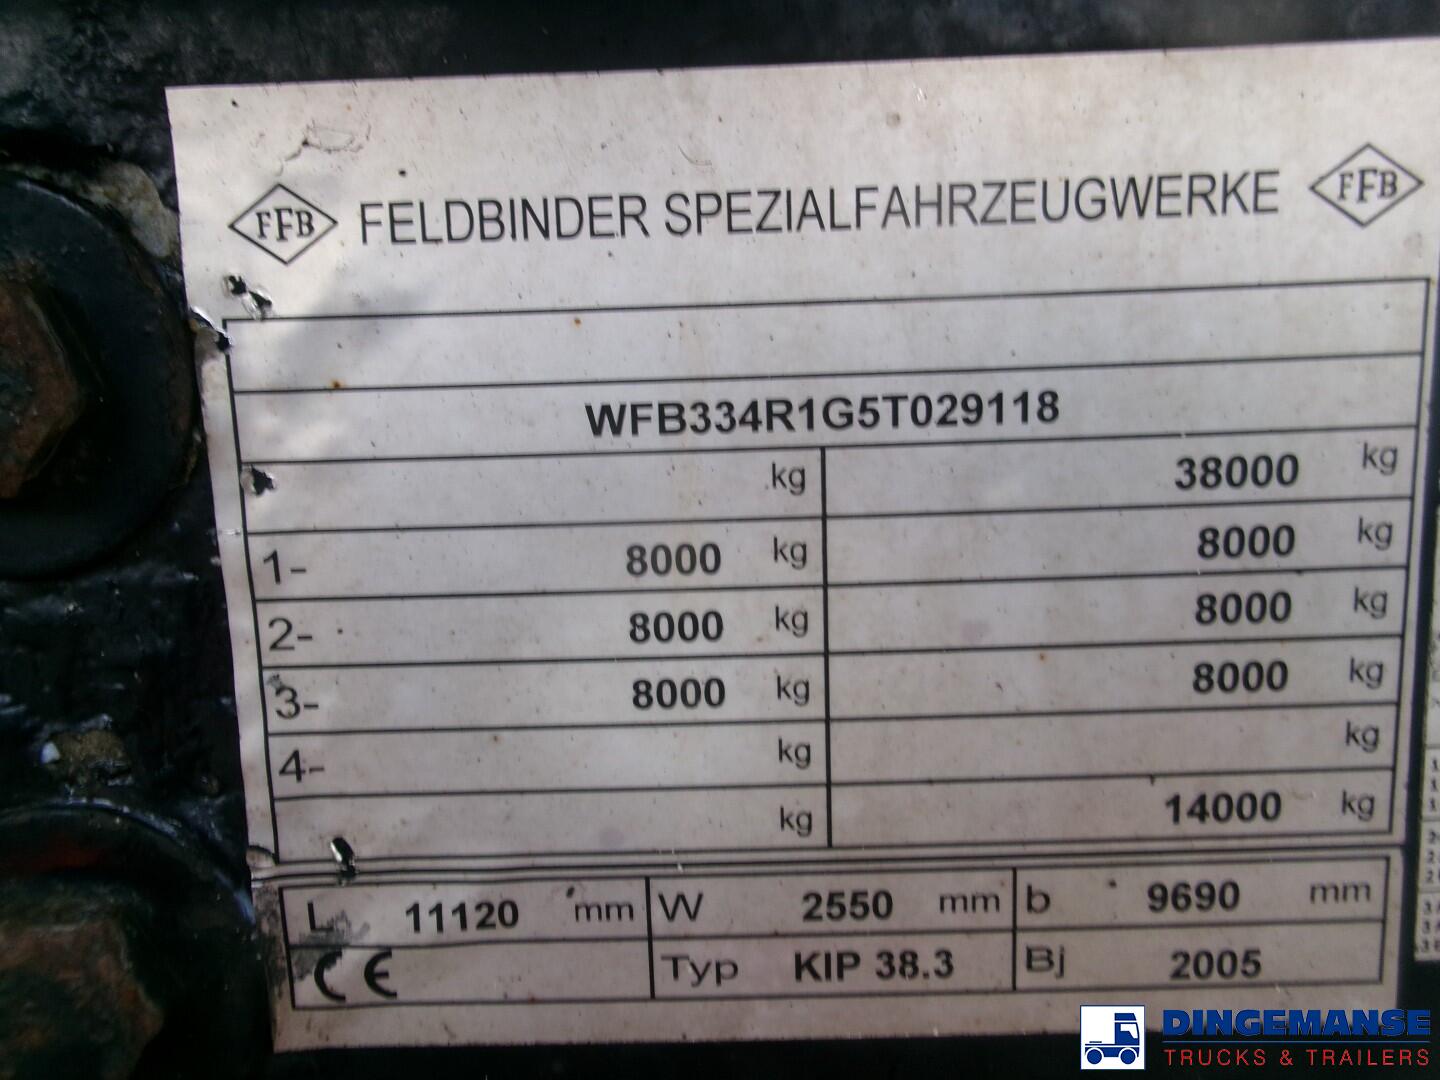 FFB FELDBINDER SPEZIALFAHRZEUGWERKE FFB
WFB334R1G5T029118
kg 38000 kg
1- 8000 kg 8000 kg
2- 8000 kg 8000 kg
3- 8000 kg 8000 kg
4- kg kg
kg 14000 kg
L 11120 mm W 2550 mm b 9690 mm
CE Typ KIP 38.3 Bj 2005
DINGEMANSE
TRUCKS & TRAILERS